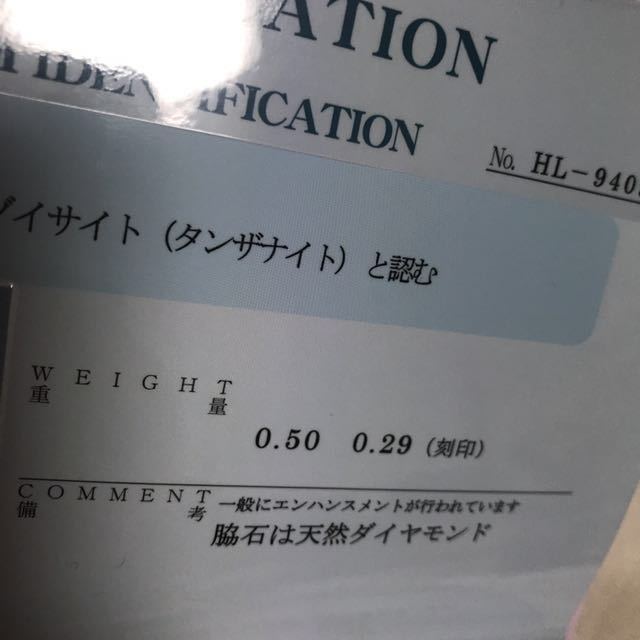 ATION
IDENTIFICATION
No. HL-940
ゾイサイト（タンザナイト）と認む
WEIGHT
重量
0.50 0.29（刻印）
COMMENT
備考
一般にエンハンスメントが行われています
脇石は天然ダイヤモンド